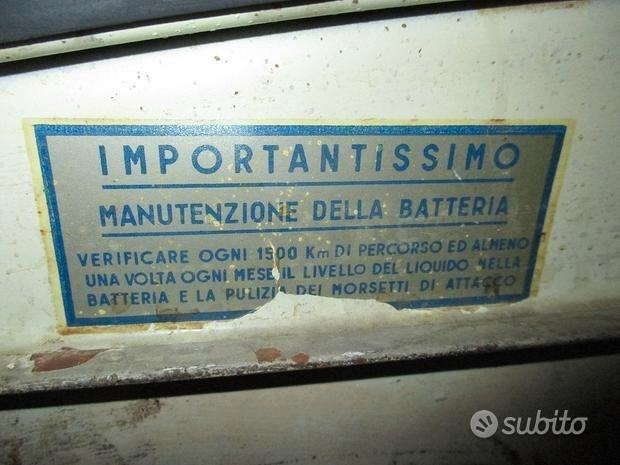 IMPORTANTISSIMO
MANUTENZIONE DELLA BATTERIA
VERIFICARE OGNI 1500 Km DI PERCORSO ED ALMENO
UNA VOLTA OGNI MESE IL LIVELLO DEL LIQUIDO NELLA
BATTERIA E LA PULIZIA DEI MORSETTI DI ATTACCO
subito